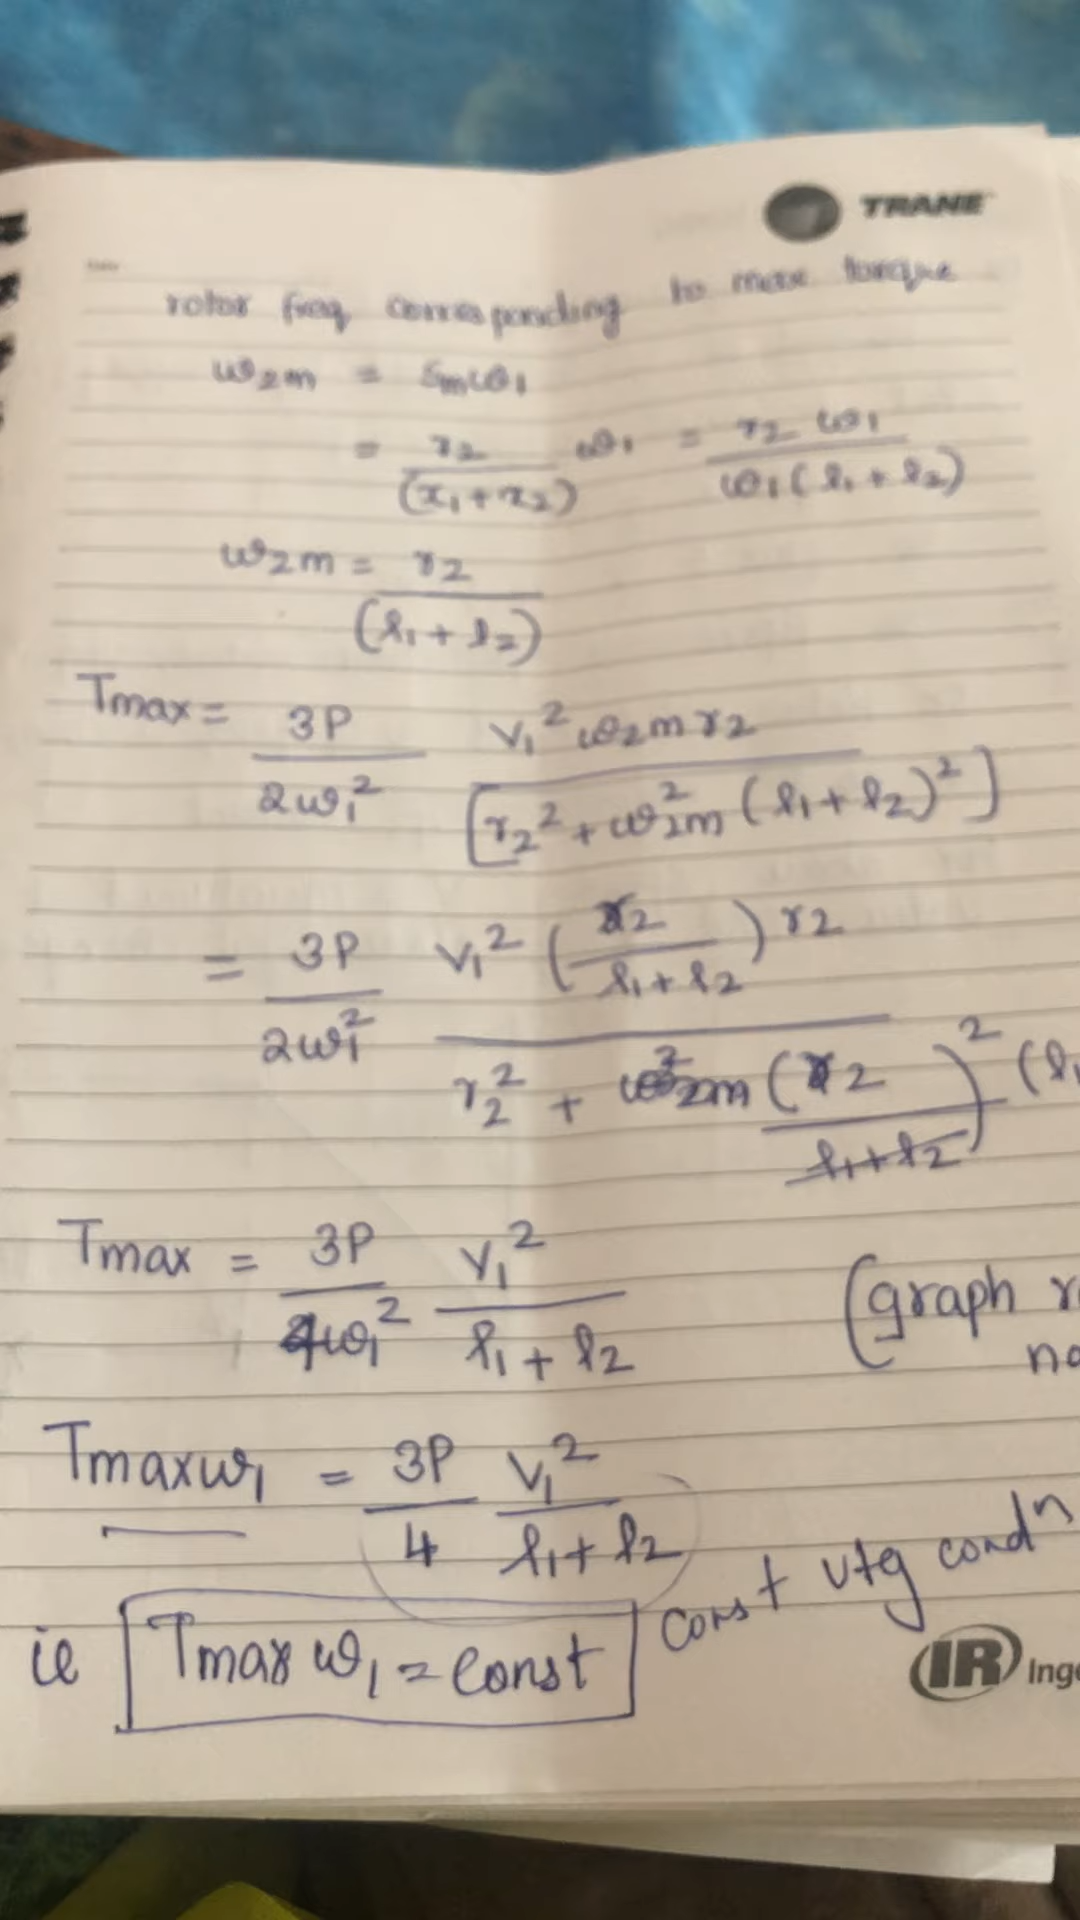 TRANE
rotor freq corresponding to max torque
ω2m = Smω1
= r2/(x1+x2) ω1 = r2 ω1/ω1(l1+l2)
ω2m = r2/(l1+l2)
Tmax = 3P/2ω1² V1² ω2m r2/[r2² + ω2m² (l1+l2)²]
= 3P/2ω1² V1² (r2/l1+l2) r2/r2² + ω2m² (r2/l1+l2)² (l1
Tmax = 3P/4ω1² V1²/l1+l2 (graph
Tmaxω1 = 3P/4 V1²/l1+l2
ie Tmax ω1 = const const vtg condn
IR